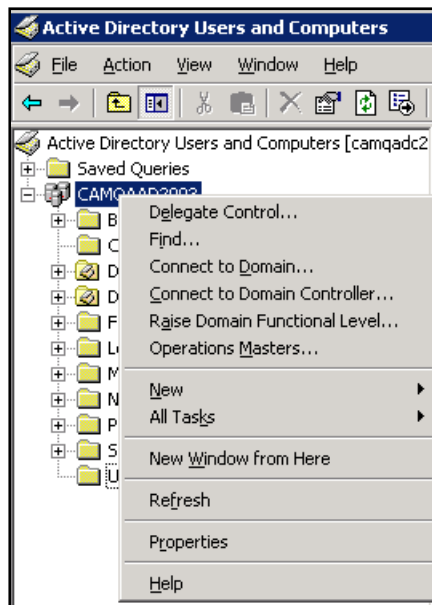 Active Directory Users and Computers
File Action View Window Help
Active Directory Users and Computers [camqadc2
Saved Queries
CAMQAAD2003
B
C
D
D
F
L
M
N
P
S
U
Delegate Control...
Find...
Connect to Domain...
Connect to Domain Controller...
Raise Domain Functional Level...
Operations Masters...
New
All Tasks
New Window from Here
Refresh
Properties
Help